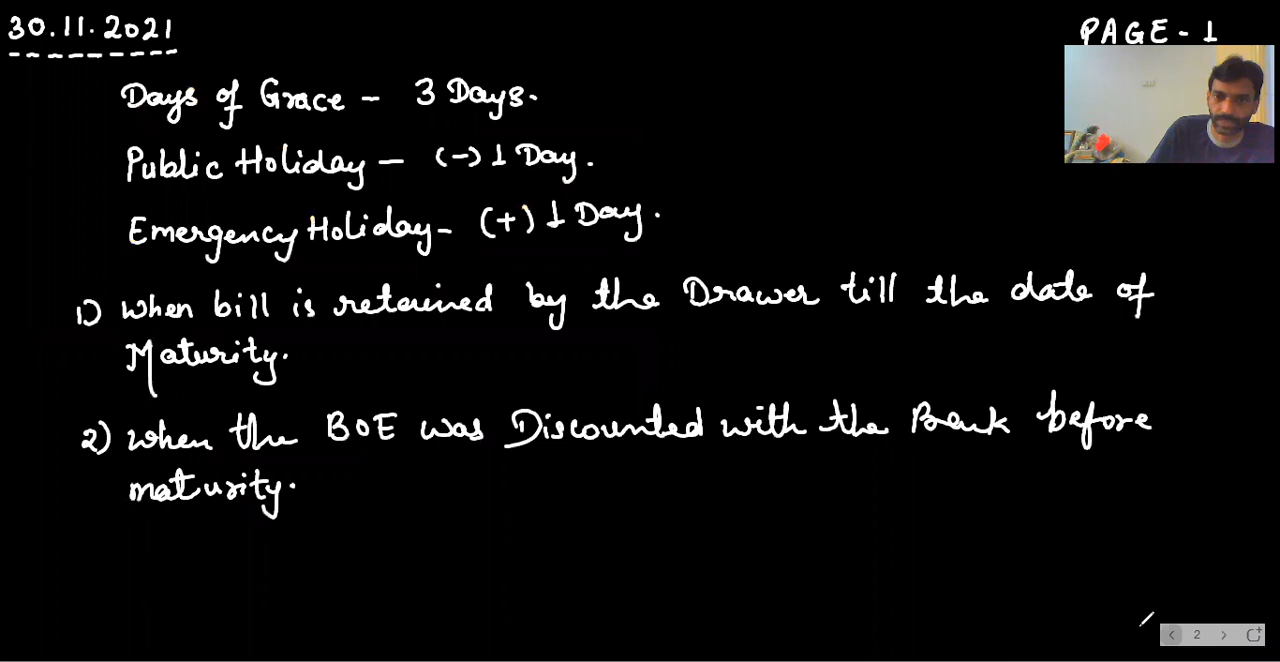 30.11.2021
PAGE - 1
Days of Grace - 3 Days.
Public Holiday - (-) 1 Day.
Emergency Holiday - (+) 1 Day.
1) when bill is retained by the Drawer till the date of
Maturity.
2) when the BOE was Discounted with the Bank before
maturity.
2